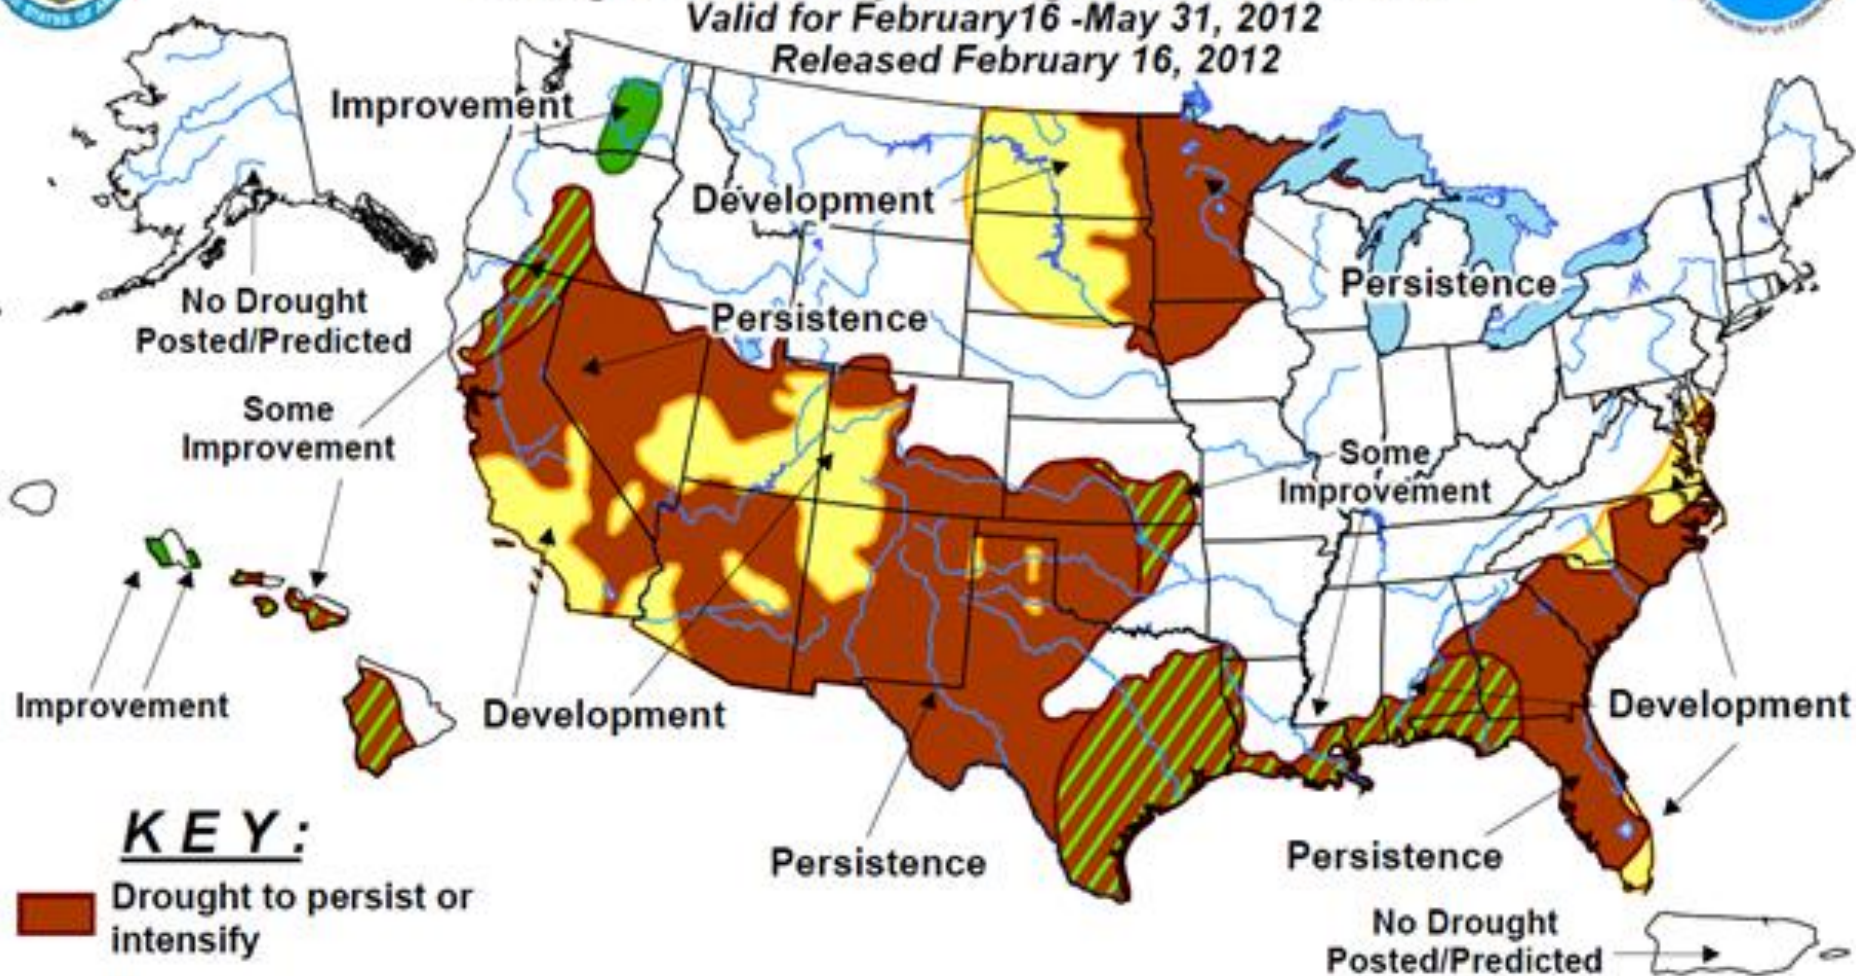 Valid for February16 -May 31, 2012
Released February 16, 2012
Improvement
Development
Persistence
No Drought
Posted/Predicted
Persistence
Some
Improvement
Some
Improvement
Improvement
Development
Development
Persistence
Persistence
No Drought
Posted/Predicted
K E Y :
Drought to persist or
intensify